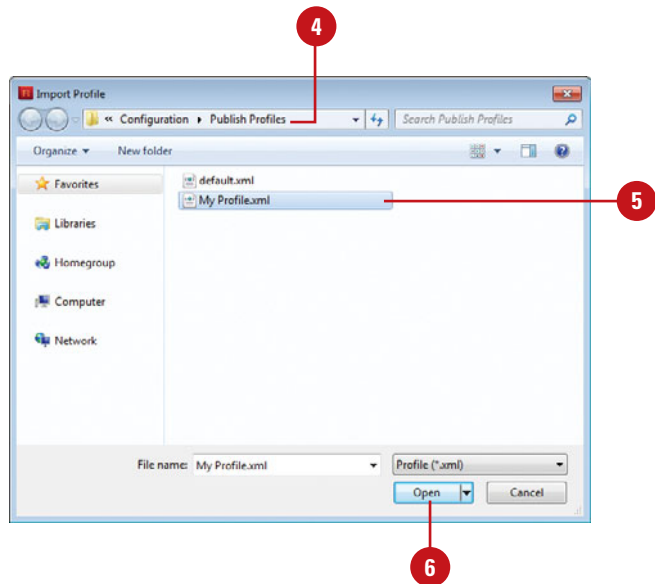 4
Import Profile
« Configuration ▸ Publish Profiles
Search Publish Profiles
Organize
New folder
Favorites
default.xml
My Profile.xml
5
Libraries
Homegroup
Computer
Network
File name: My Profile.xml
Profile (*.xml)
Open
Cancel
6